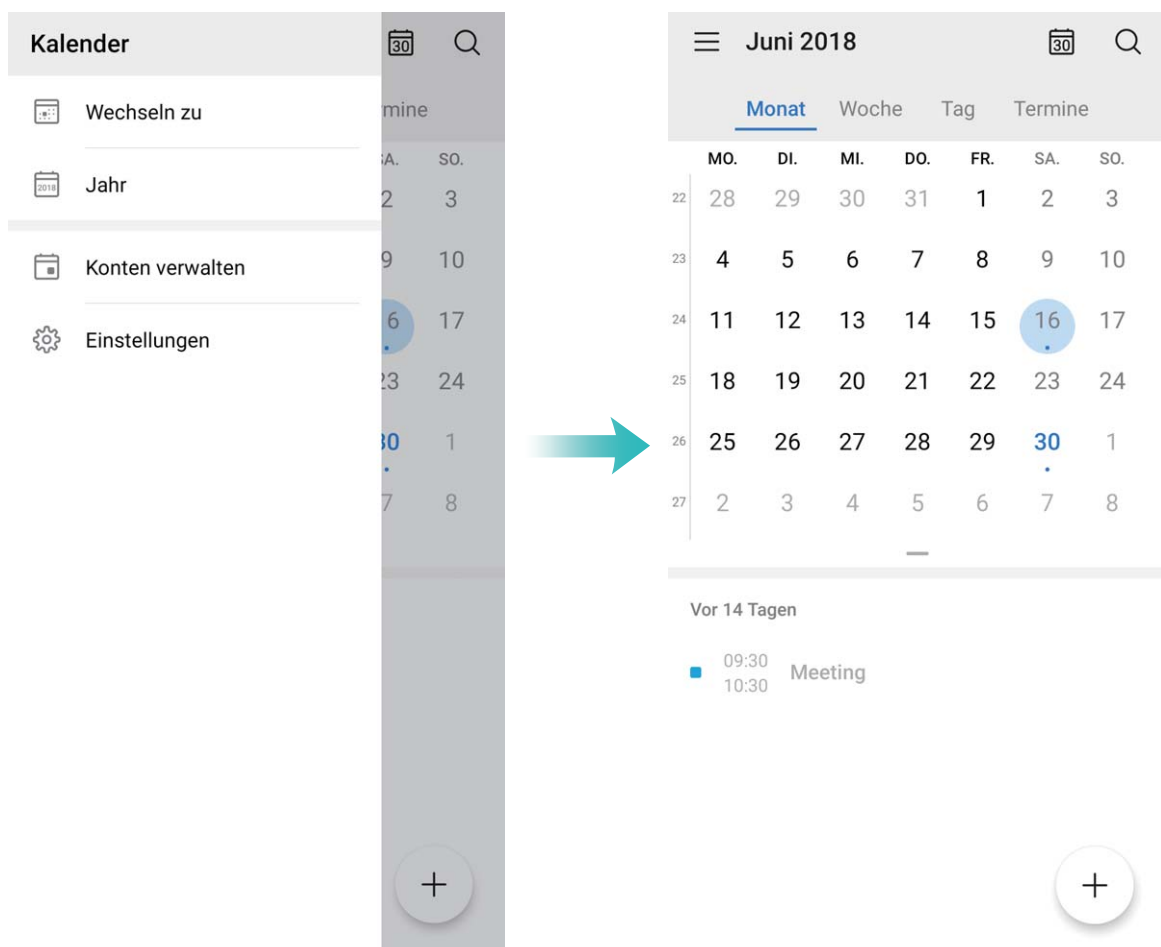 Kalender
30
Wechseln zu
mine
SA. SO.
2018 Jahr
2 3
Konten verwalten
9 10
6 17
Einstellungen
23 24
30 1
7 8
Juni 2018
30
Monat Woche Tag Termine
MO. DI. MI. DO. FR. SA. SO.
22 28 29 30 31 1 2 3
23 4 5 6 7 8 9 10
24 11 12 13 14 15 16 17
25 18 19 20 21 22 23 24
26 25 26 27 28 29 30 1
27 2 3 4 5 6 7 8
Vor 14 Tagen
09:30
Meeting
10:30